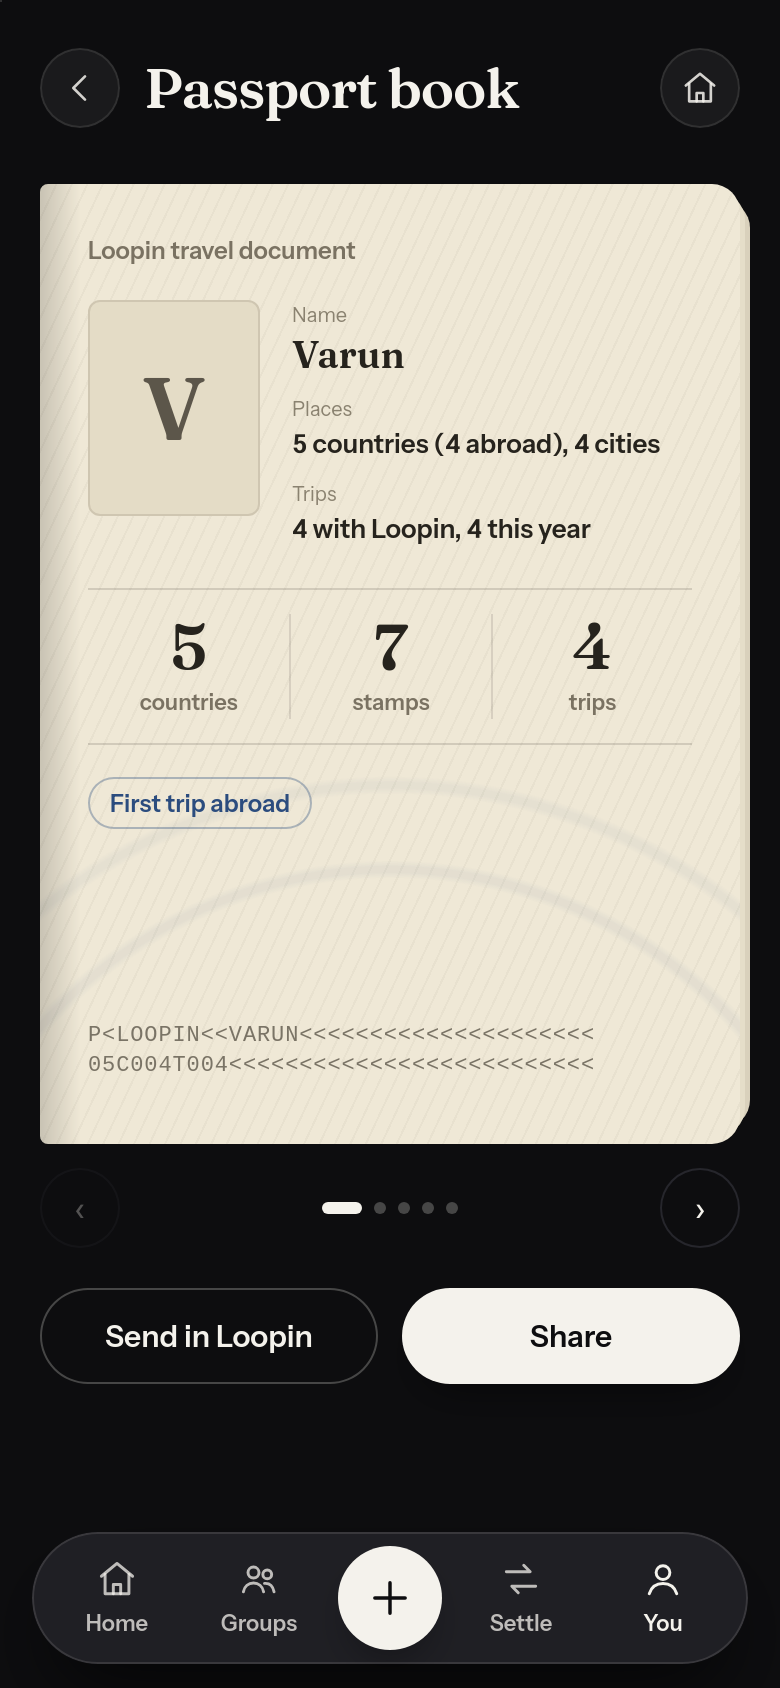 Passport book
Loopin travel document
V
Name
Varun
Places
5 countries (4 abroad), 4 cities
Trips
4 with Loopin, 4 this year
5 7 4
countries stamps trips
First trip abroad
P<LOOPIN<<VARUN<<<<<<<<<<<<<<<<<<<<<
05C004T004<<<<<<<<<<<<<<<<<<<<<<<<<<
‹ ›
Send in Loopin Share
Home Groups Settle You